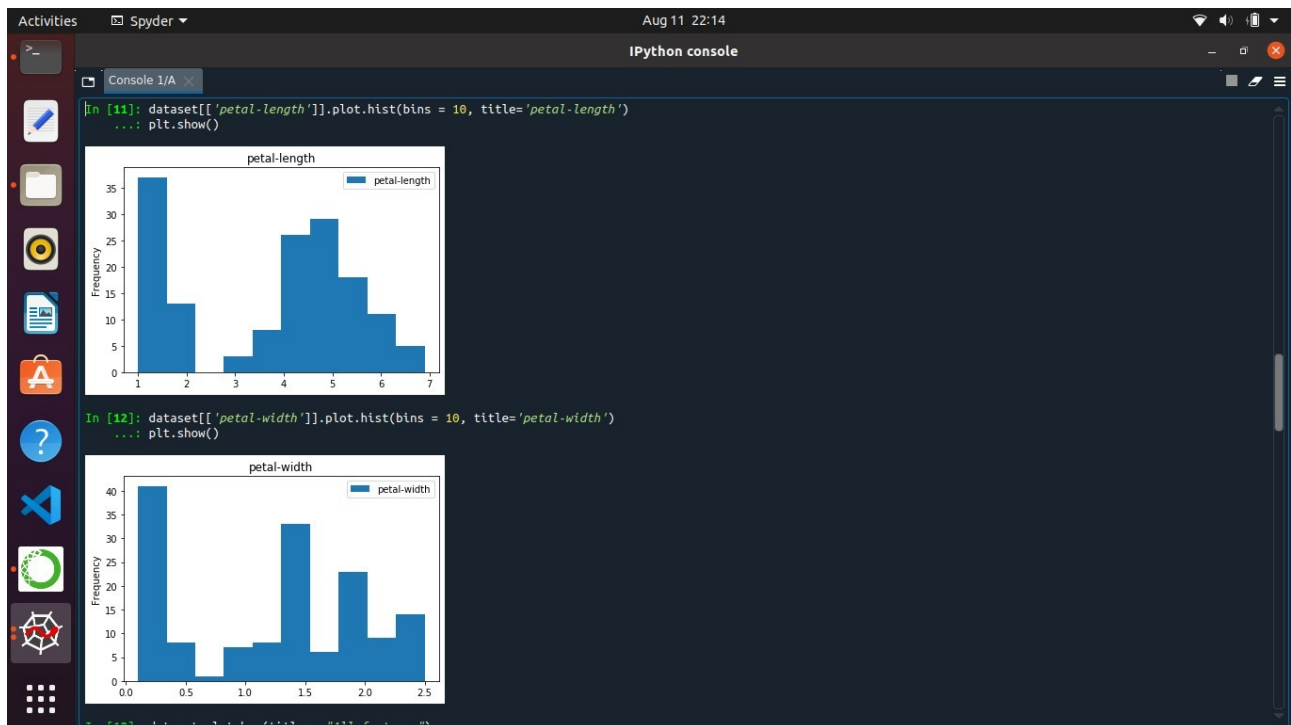 Activities Spyder Aug 11 22:14
IPython console
Console 1/A
In [11]: dataset[['petal-length']].plot.hist(bins = 10, title='petal-length')
...: plt.show()
petal-length
petal-length
35
30
25
20
15
10
5
0
Frequency
1 2 3 4 5 6 7
In [12]: dataset[['petal-width']].plot.hist(bins = 10, title='petal-width')
...: plt.show()
petal-width
petal-width
40
35
30
25
20
15
10
5
0
Frequency
0.0 0.5 1.0 1.5 2.0 2.5